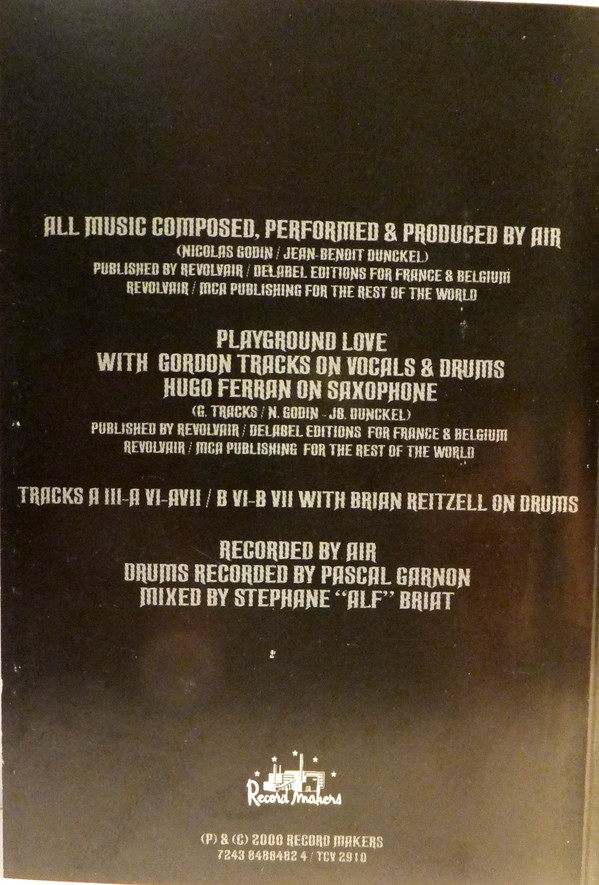 ALL MUSIC COMPOSED, PERFORMED & PRODUCED BY AIR
(NICOLAS GODIN / JEAN-BENOIT DUNCKEL)
PUBLISHED BY REVOLVAIR / DELABEL EDITIONS FOR FRANCE & BELGIUM
REVOLVAIR / MCA PUBLISHING FOR THE REST OF THE WORLD
PLAYGROUND LOVE
WITH GORDON TRACKS ON VOCALS & DRUMS
HUGO FERRAN ON SAXOPHONE
(G. TRACKS / N. GODIN - JB. DUNCKEL)
PUBLISHED BY REVOLVAIR / DELABEL EDITIONS FOR FRANCE & BELGIUM
REVOLVAIR / MCA PUBLISHING FOR THE REST OF THE WORLD
TRACKS A III-A VI-AVII / B VI-B VII WITH BRIAN REITZELL ON DRUMS
RECORDED BY AIR
DRUMS RECORDED BY PASCAL GARNON
MIXED BY STEPHANE “ALF” BRIAT
Record Makers
(P) & (C) 2000 RECORD MAKERS
7243 8488482 4 / TCV 2910